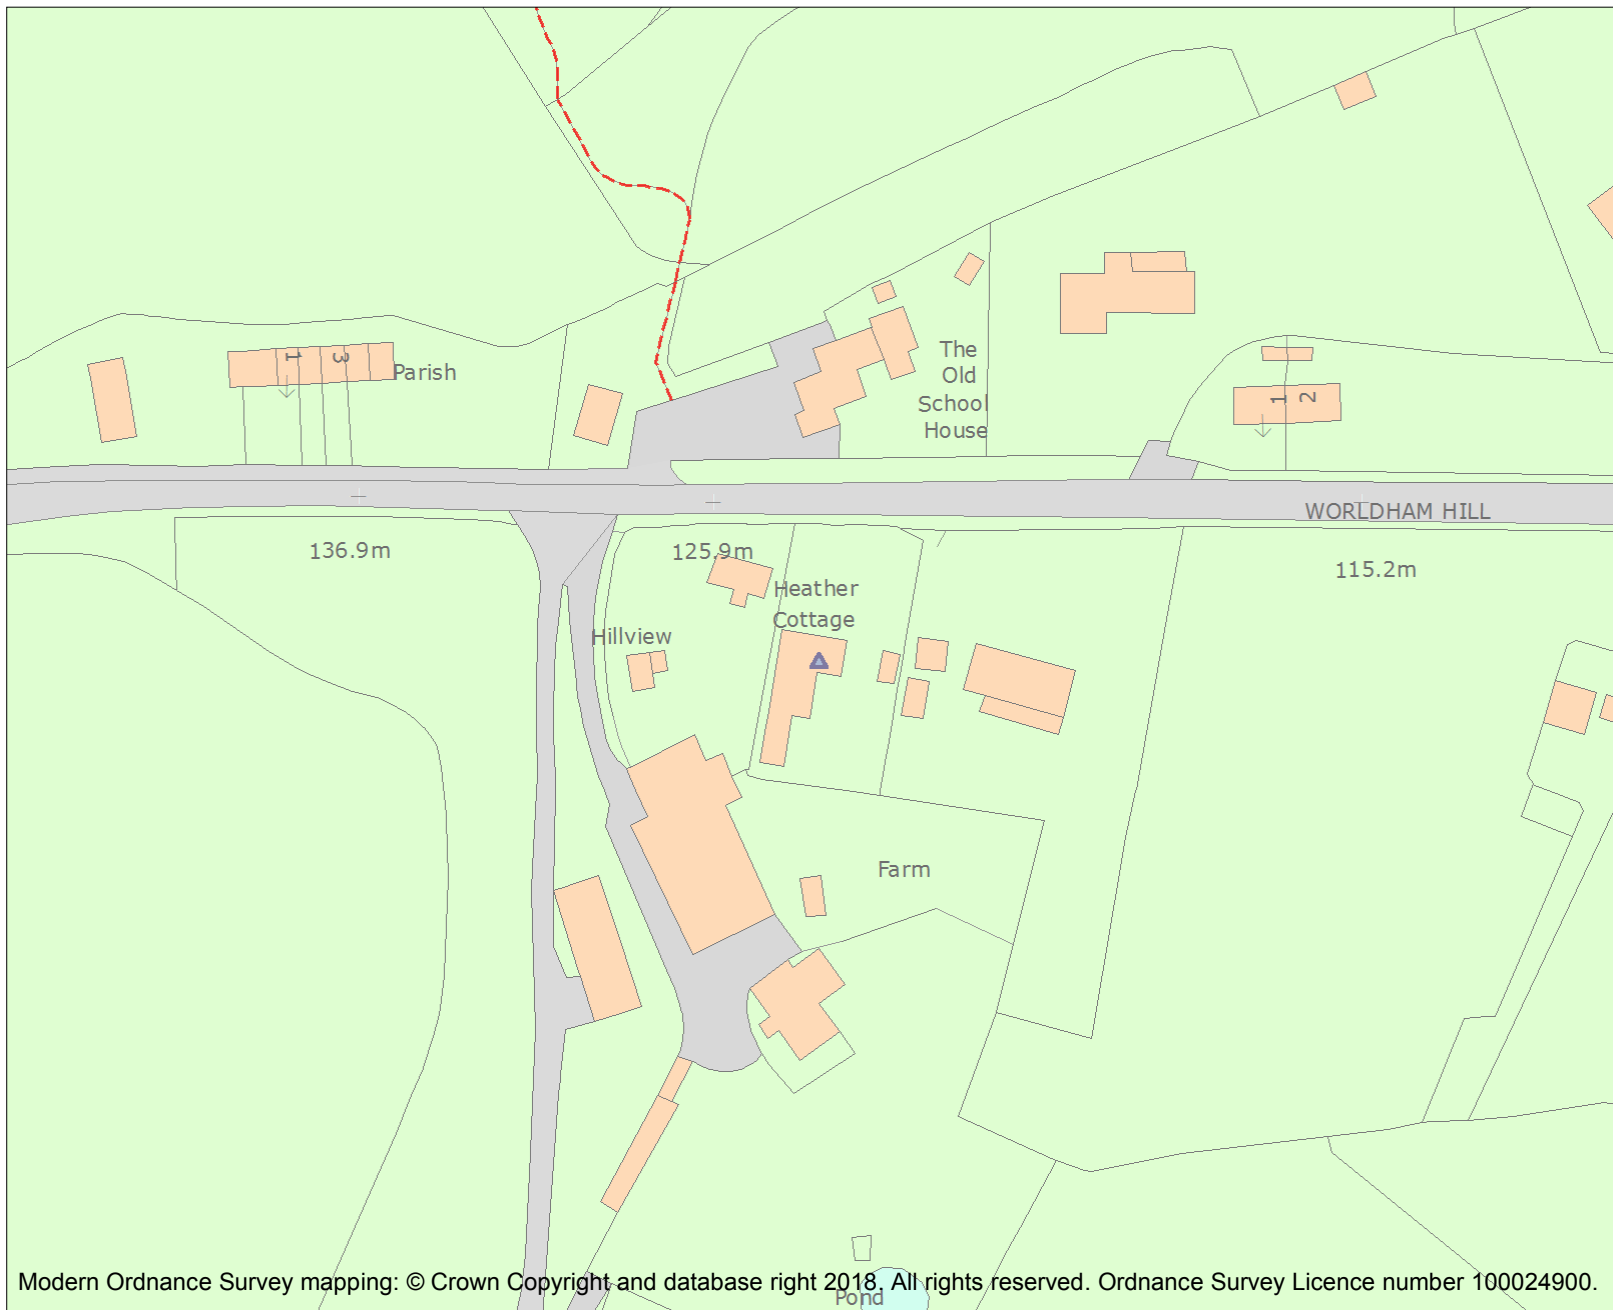 The
Old
School
House
1
3
Parish
1
2
WORLDHAM HILL
136.9m
125.9m
115.2m
Heather
Cottage
Hillview
Farm
Modern Ordnance Survey mapping: © Crown Copyright and database right 2018. All rights reserved. Ordnance Survey Licence number 100024900.
Pond